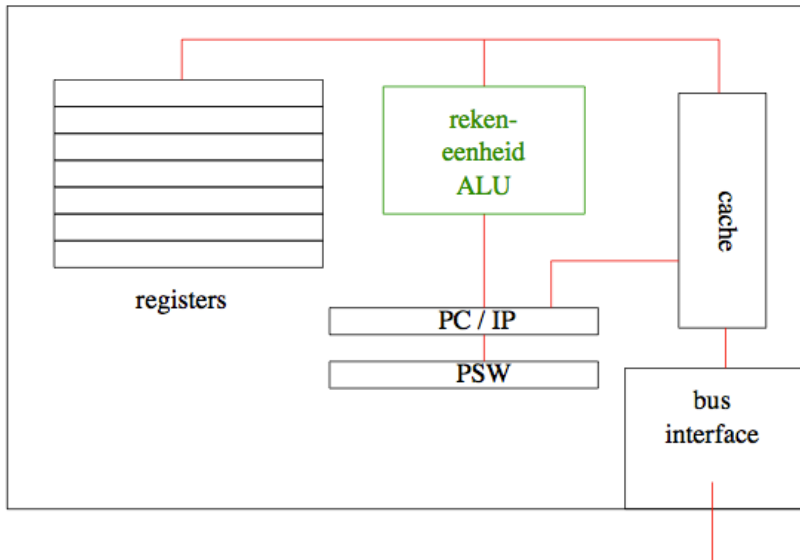 reken-
eenheid
ALU
cache
registers
PC / IP
PSW
bus
interface